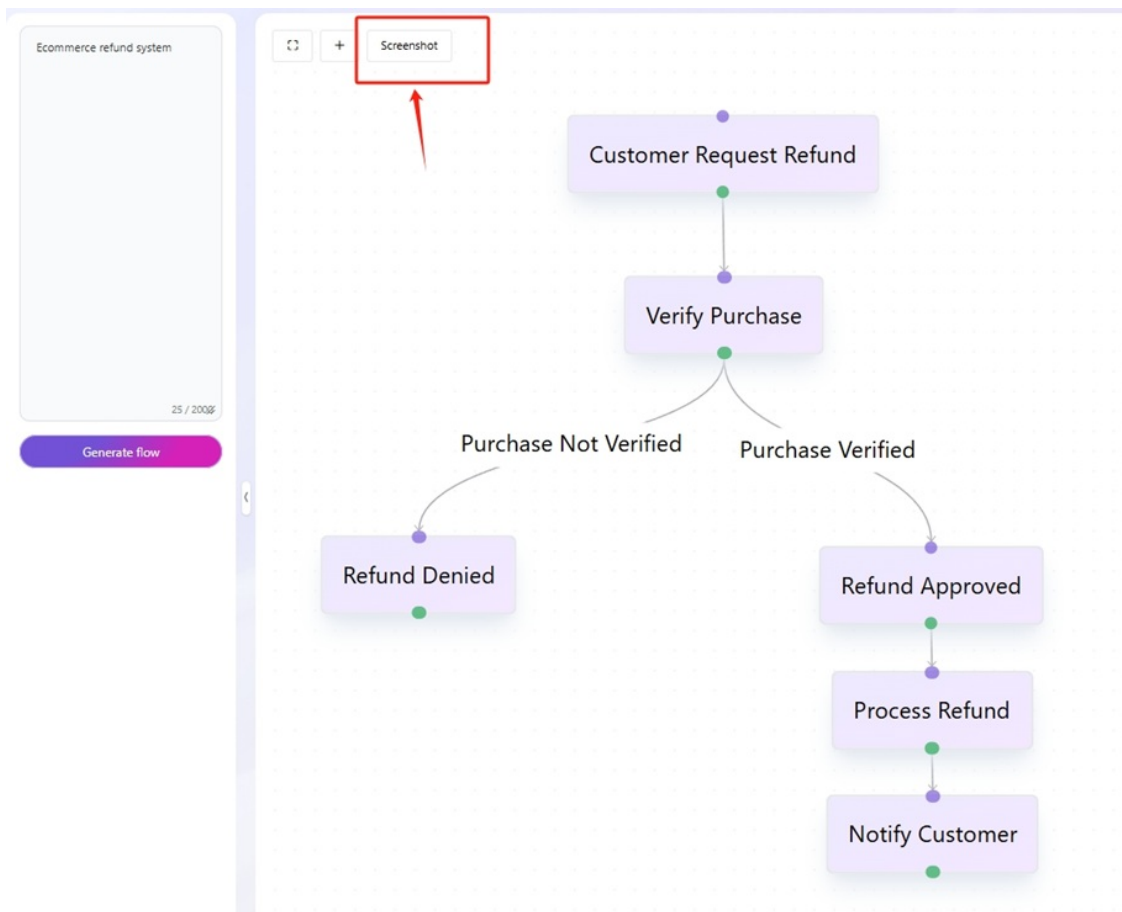 Ecommerce refund system
Screenshot
Customer Request Refund
Verify Purchase
25 / 2000
Generate flow
Purchase Not Verified
Purchase Verified
Refund Denied
Refund Approved
Process Refund
Notify Customer